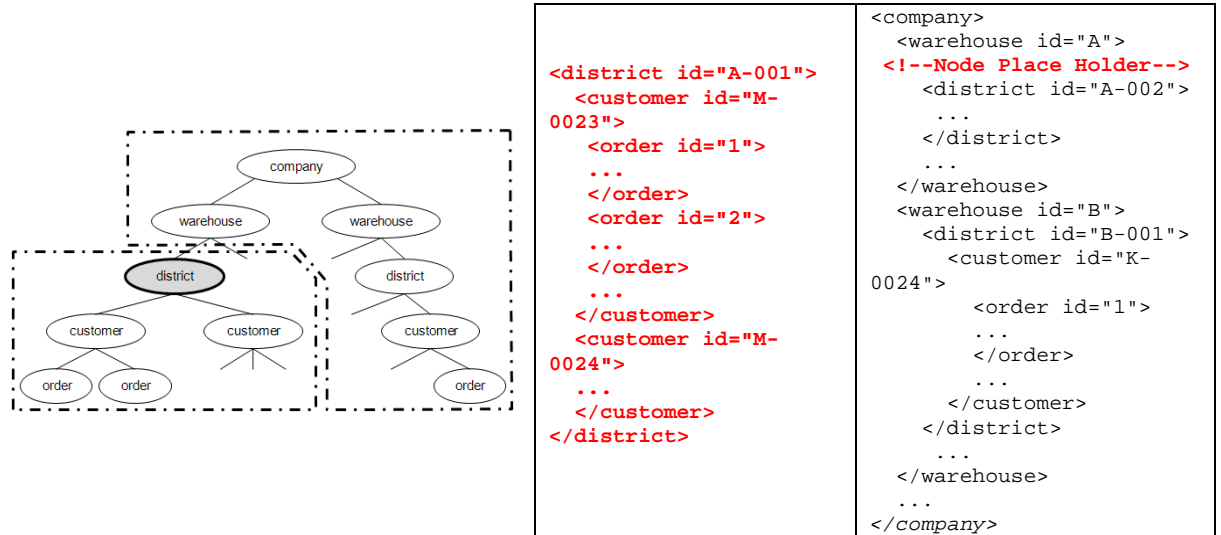 company
warehouse
warehouse
district
district
customer
customer
customer
order
order
order
<district id="A-001">
<customer id="M-
0023">
<order id="1">
...
</order>
<order id="2">
...
</order>
...
</customer>
<customer id="M-
0024">
...
</customer>
</district>
<company>
<warehouse id="A">
<!--Node Place Holder-->
<district id="A-002">
...
</district>
...
</warehouse>
<warehouse id="B">
<district id="B-001">
<customer id="K-
0024">
<order id="1">
...
</order>
...
</customer>
</district>
...
</warehouse>
...
</company>